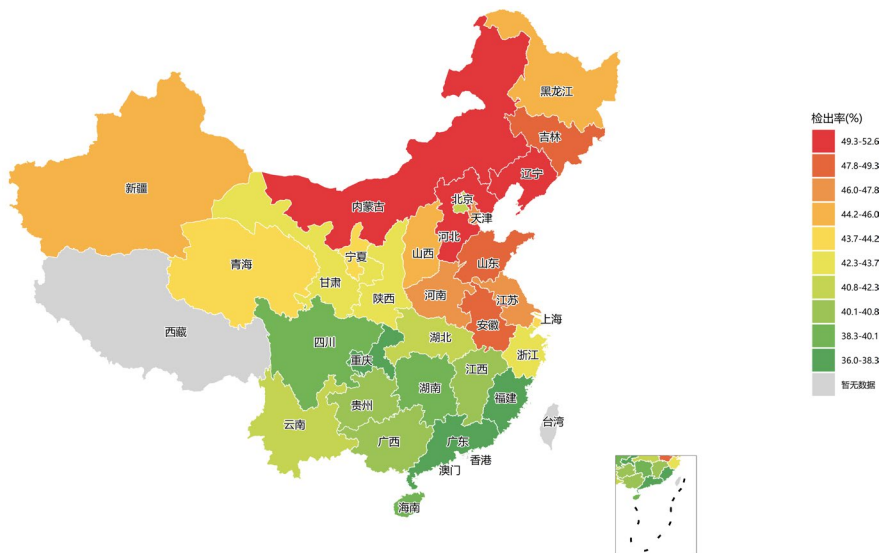 黑龙江
检出率(%)
49.3-52.6
吉林
47.8-49.3
辽宁
46.0-47.8
新疆
44.2-46.0
北京
内蒙古
天津
43.7-44.2
河北
宁夏
山西
42.3-43.7
青海
山东
甘肃
40.8-42.3
陕西
河南
江苏
40.1-40.8
上海
安徽
西藏
四川
湖北
38.3-40.1
浙江
重庆
江西
36.0-38.3
湖南
暂无数据
贵州
福建
云南
台湾
广西
广东
香港
澳门
海南